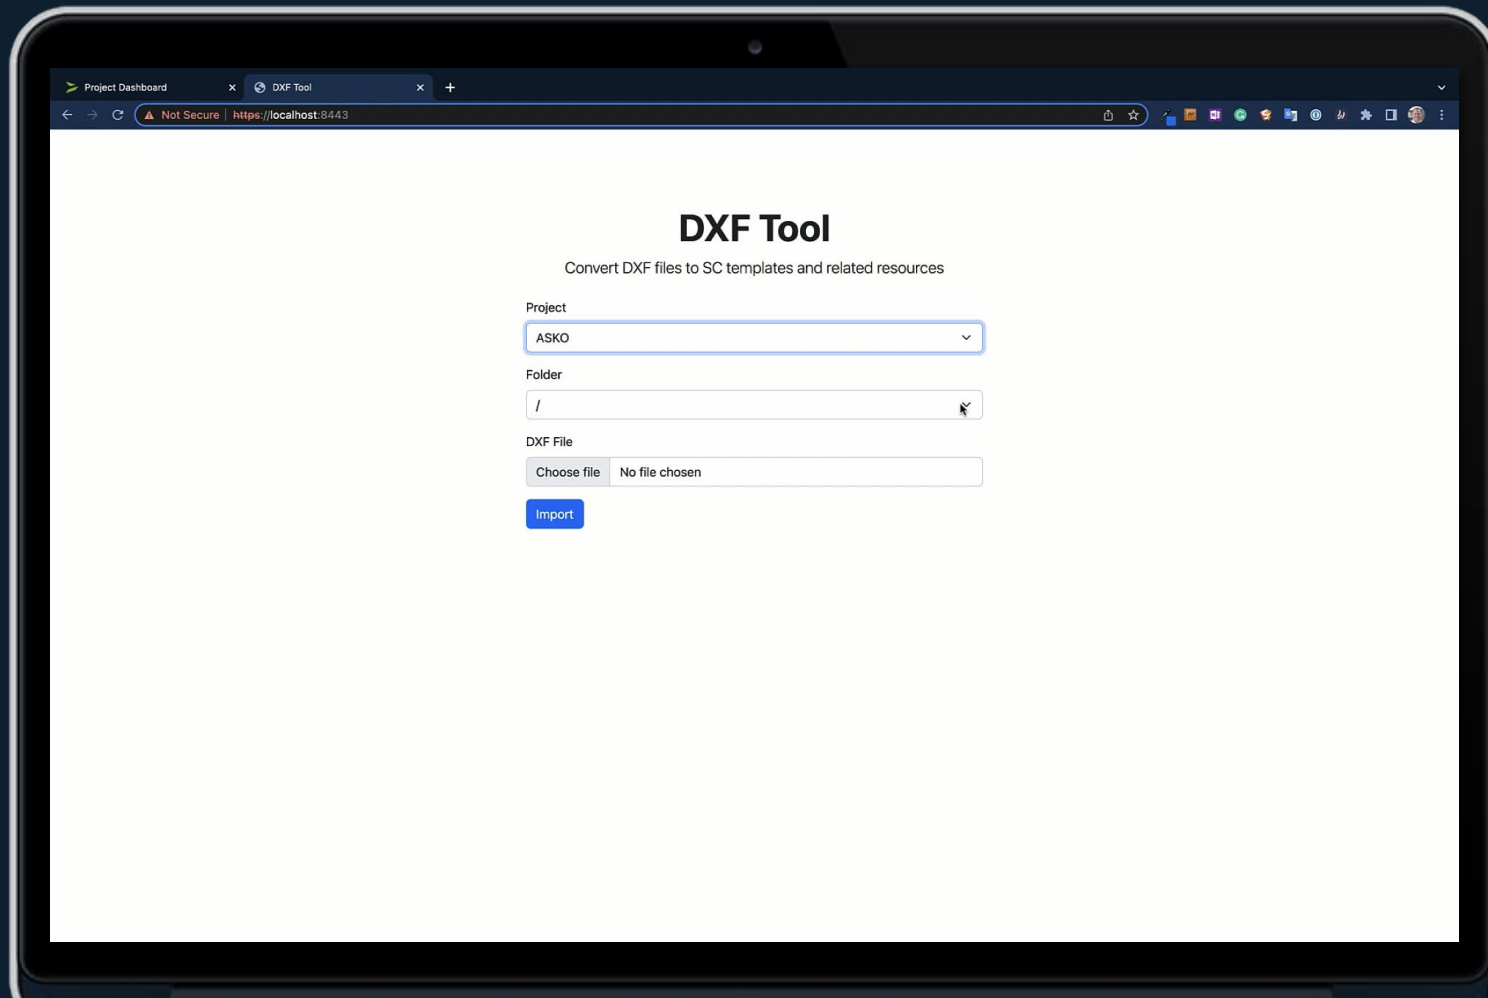 Project Dashboard
DXF Tool
Not Secure https://localhost:8443
DXF Tool
Convert DXF files to SC templates and related resources
Project
ASKO
Folder
/
DXF File
Choose file No file chosen
Import